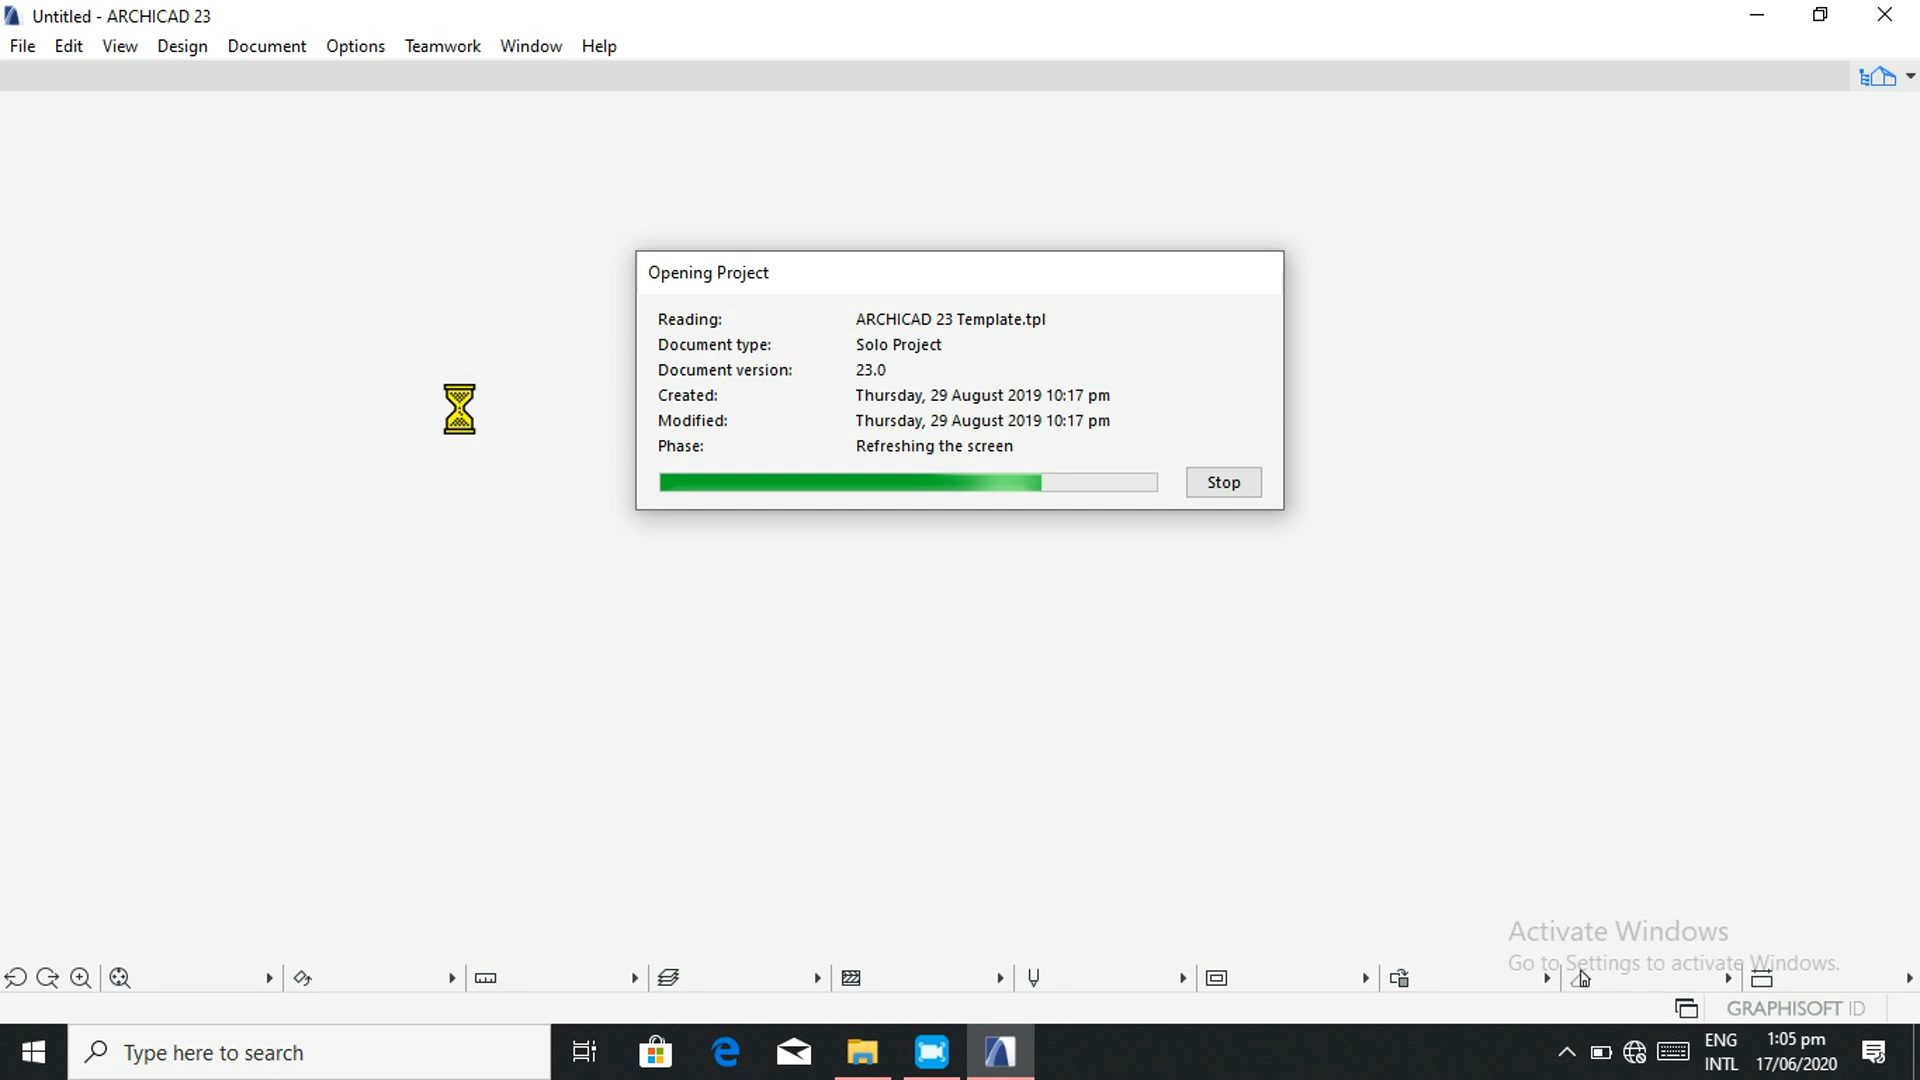 Untitled - ARCHICAD 23
File Edit View Design Document Options Teamwork Window Help
Opening Project
Reading: ARCHICAD 23 Template.tpl
Document type: Solo Project
Document version: 23.0
Created: Thursday, 29 August 2019 10:17 pm
Modified: Thursday, 29 August 2019 10:17 pm
Phase: Refreshing the screen
Stop
Activate Windows
Go to Settings to activate Windows.
GRAPHISOFT ID
Type here to search
ENG 1:05 pm
INTL 17/06/2020